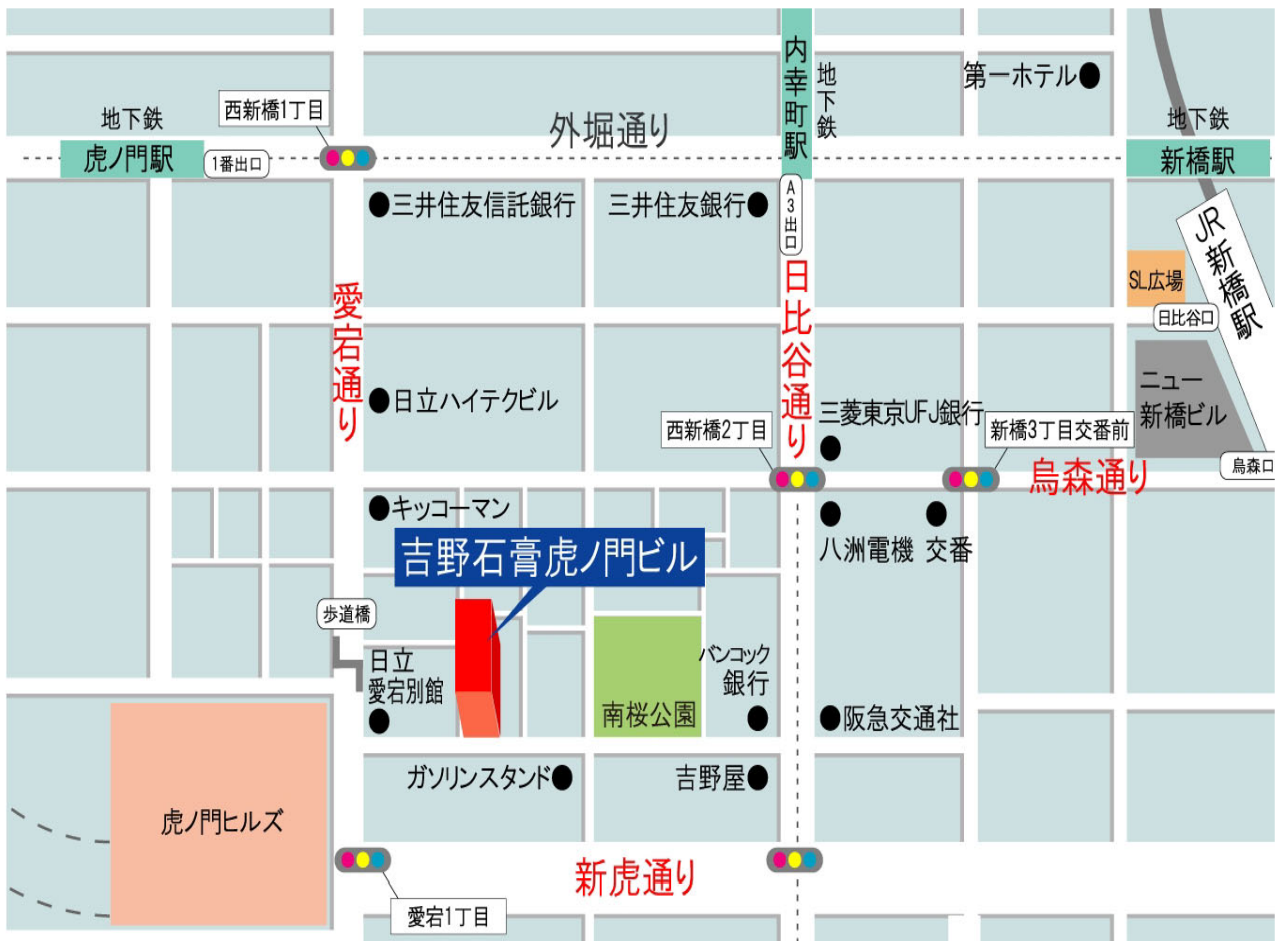 内幸町駅
地下鉄
第一ホテル
地下鉄
西新橋1丁目
外堀通り
地下鉄
虎ノ門駅
1番出口
新橋駅
三井住友信託銀行
三井住友銀行
A3出口
JR新橋駅
SL広場
日比谷口
愛宕通り
日比谷通り
日立ハイテクビル
三菱東京UFJ銀行
ニュー
新橋ビル
西新橋2丁目
新橋3丁目交番前
烏森通り
烏森口
キッコーマン
八洲電機
交番
吉野石膏虎ノ門ビル
歩道橋
日立
愛宕別館
バンコック
銀行
南桜公園
阪急交通社
ガソリンスタンド
吉野屋
虎ノ門ヒルズ
新虎通り
愛宕1丁目